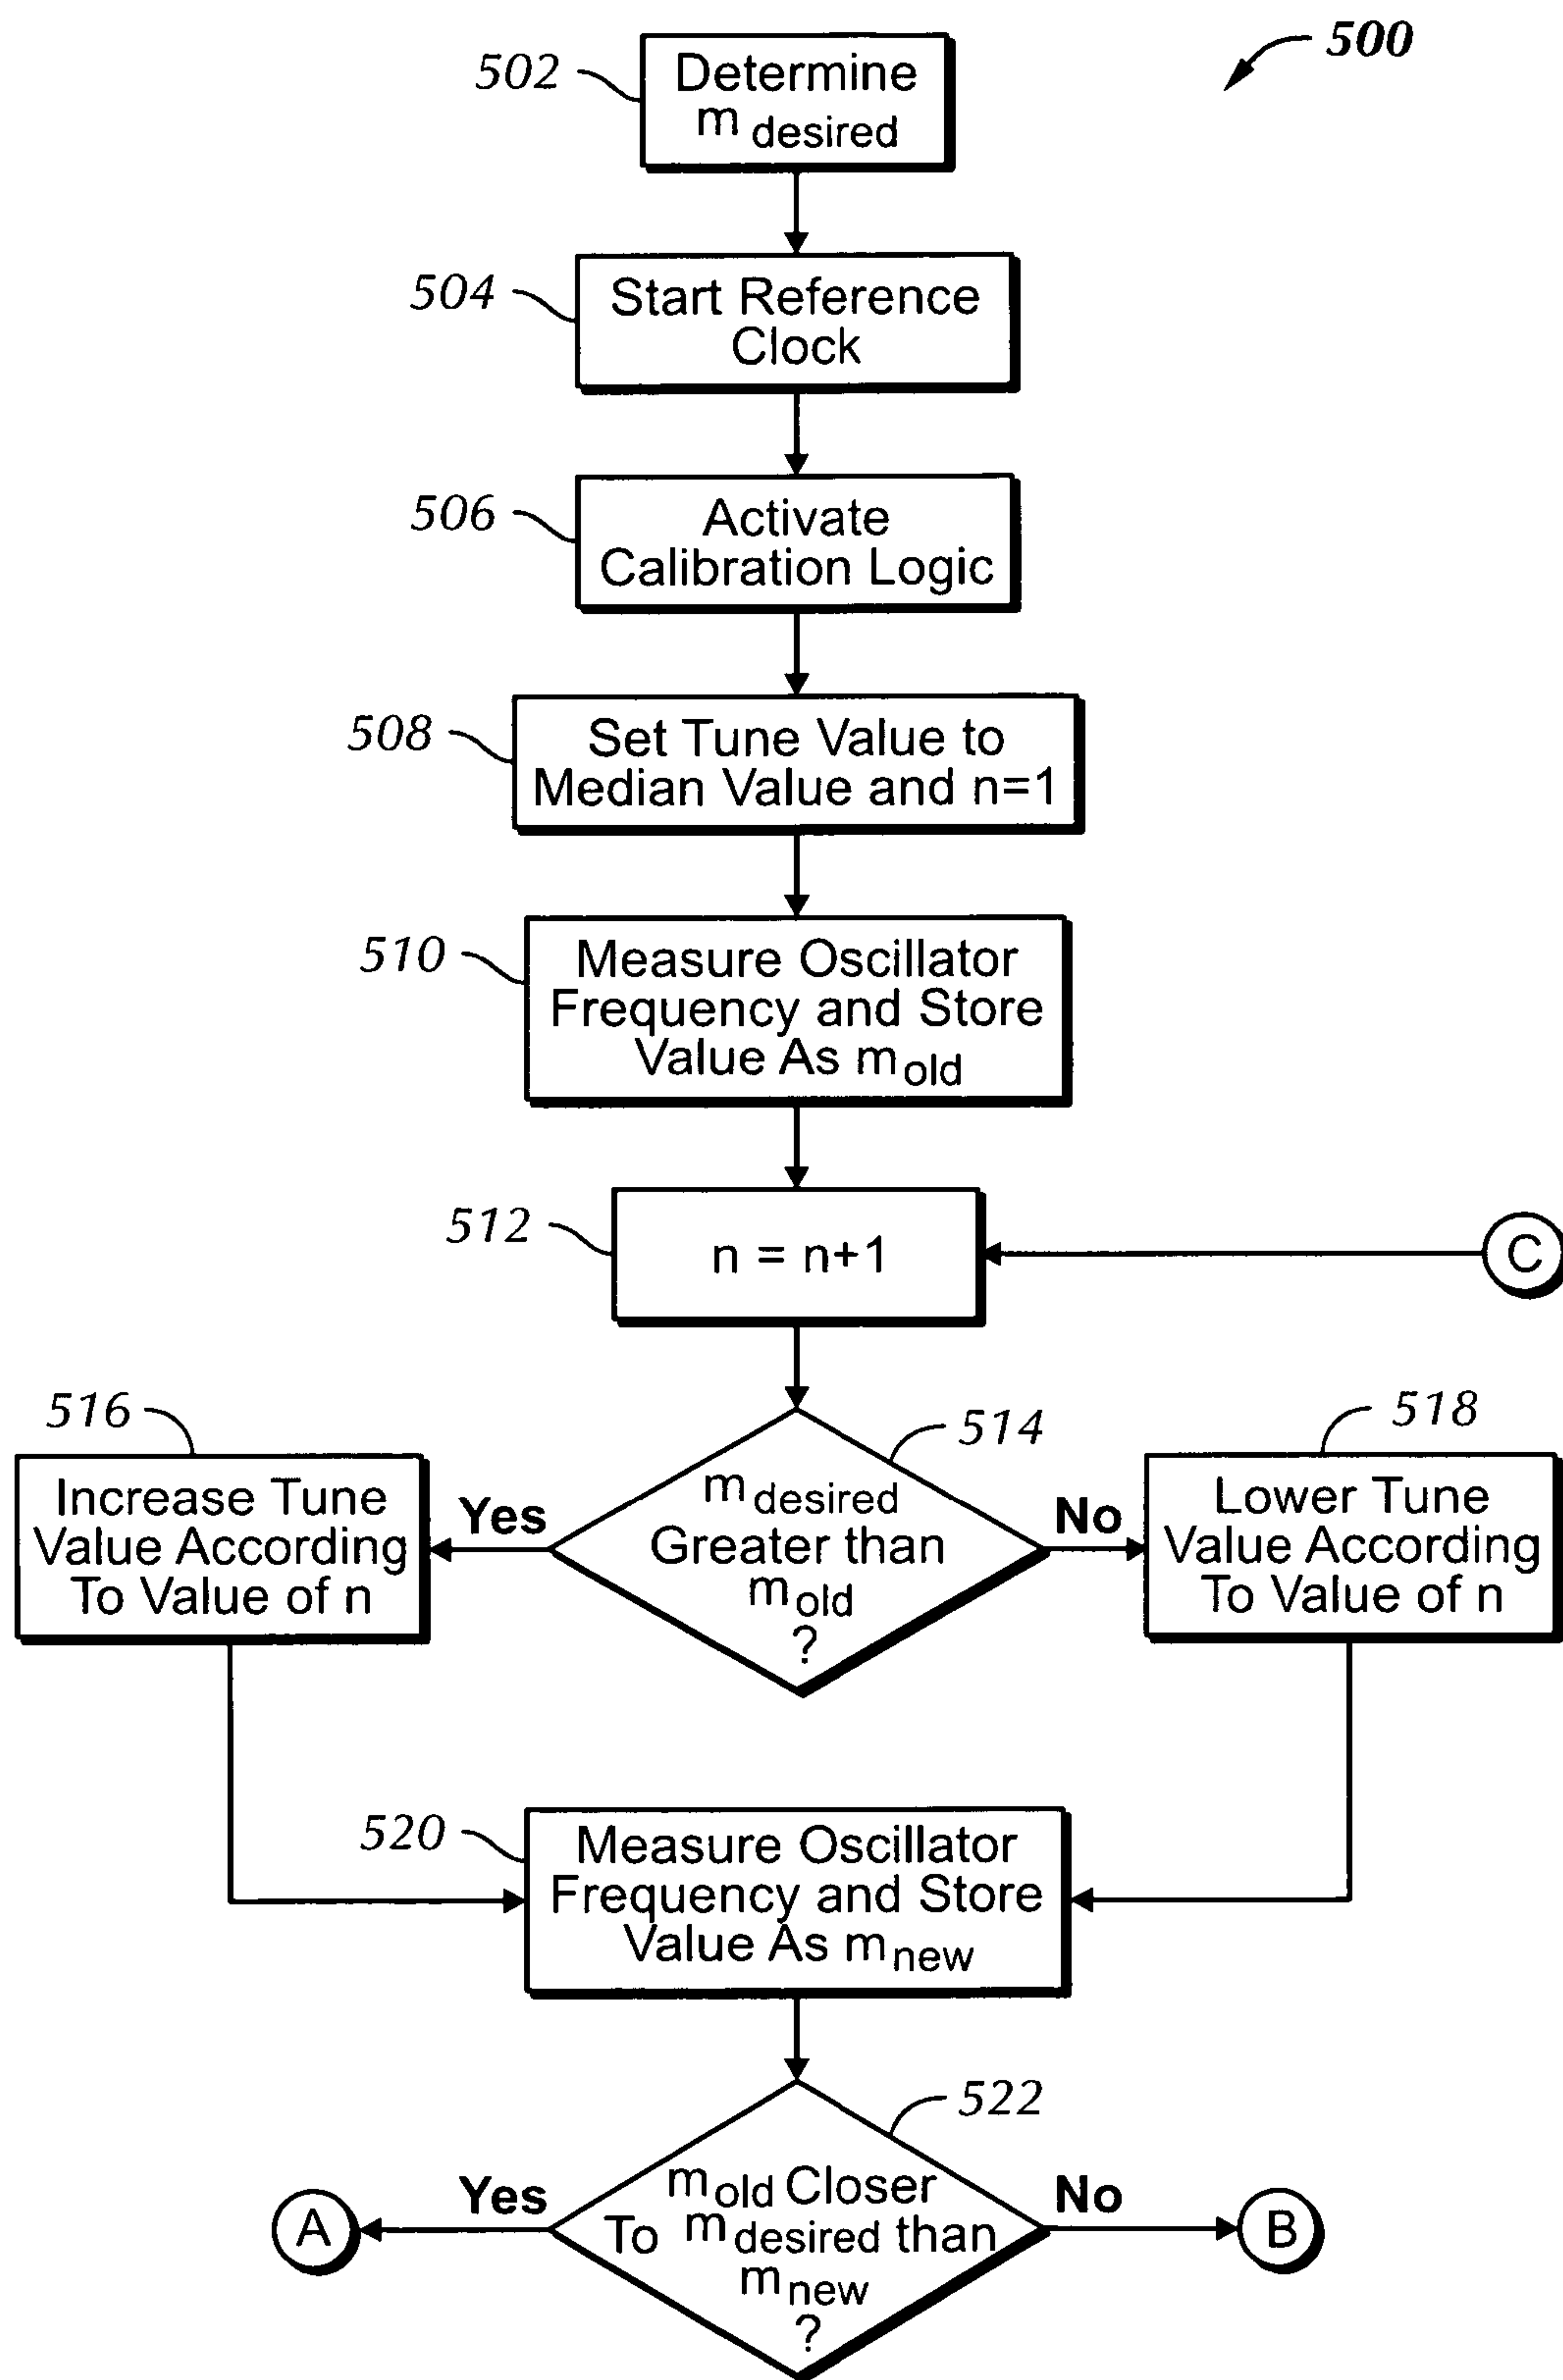 500
502
Determine
m desired
504
Start Reference
Clock
506
Activate
Calibration Logic
508
Set Tune Value to
Median Value and n=1
510
Measure Oscillator
Frequency and Store
Value As m old
512
n = n+1
C
516
Increase Tune
Value According
To Value of n
Yes
514
m desired
Greater than
m old
?
No
518
Lower Tune
Value According
To Value of n
520
Measure Oscillator
Frequency and Store
Value As m new
522
m old Closer
To m desired than
m new
?
Yes
A
No
B